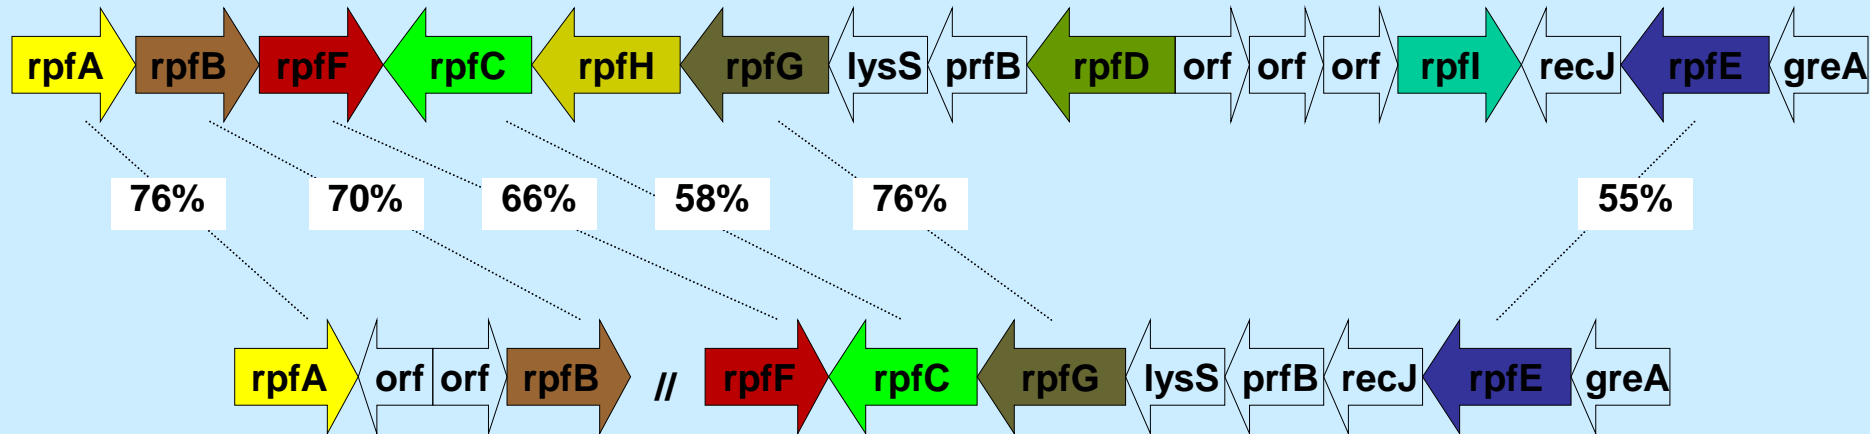 rpfA rpfB rpfF rpfC rpfH rpfG lysS prfB rpfD orf orf orf rpfI recJ rpfE greA
76% 70% 66% 58% 76% 55%
rpfA orf orf rpfB // rpfF rpfC rpfG lysS prfB recJ rpfE greA